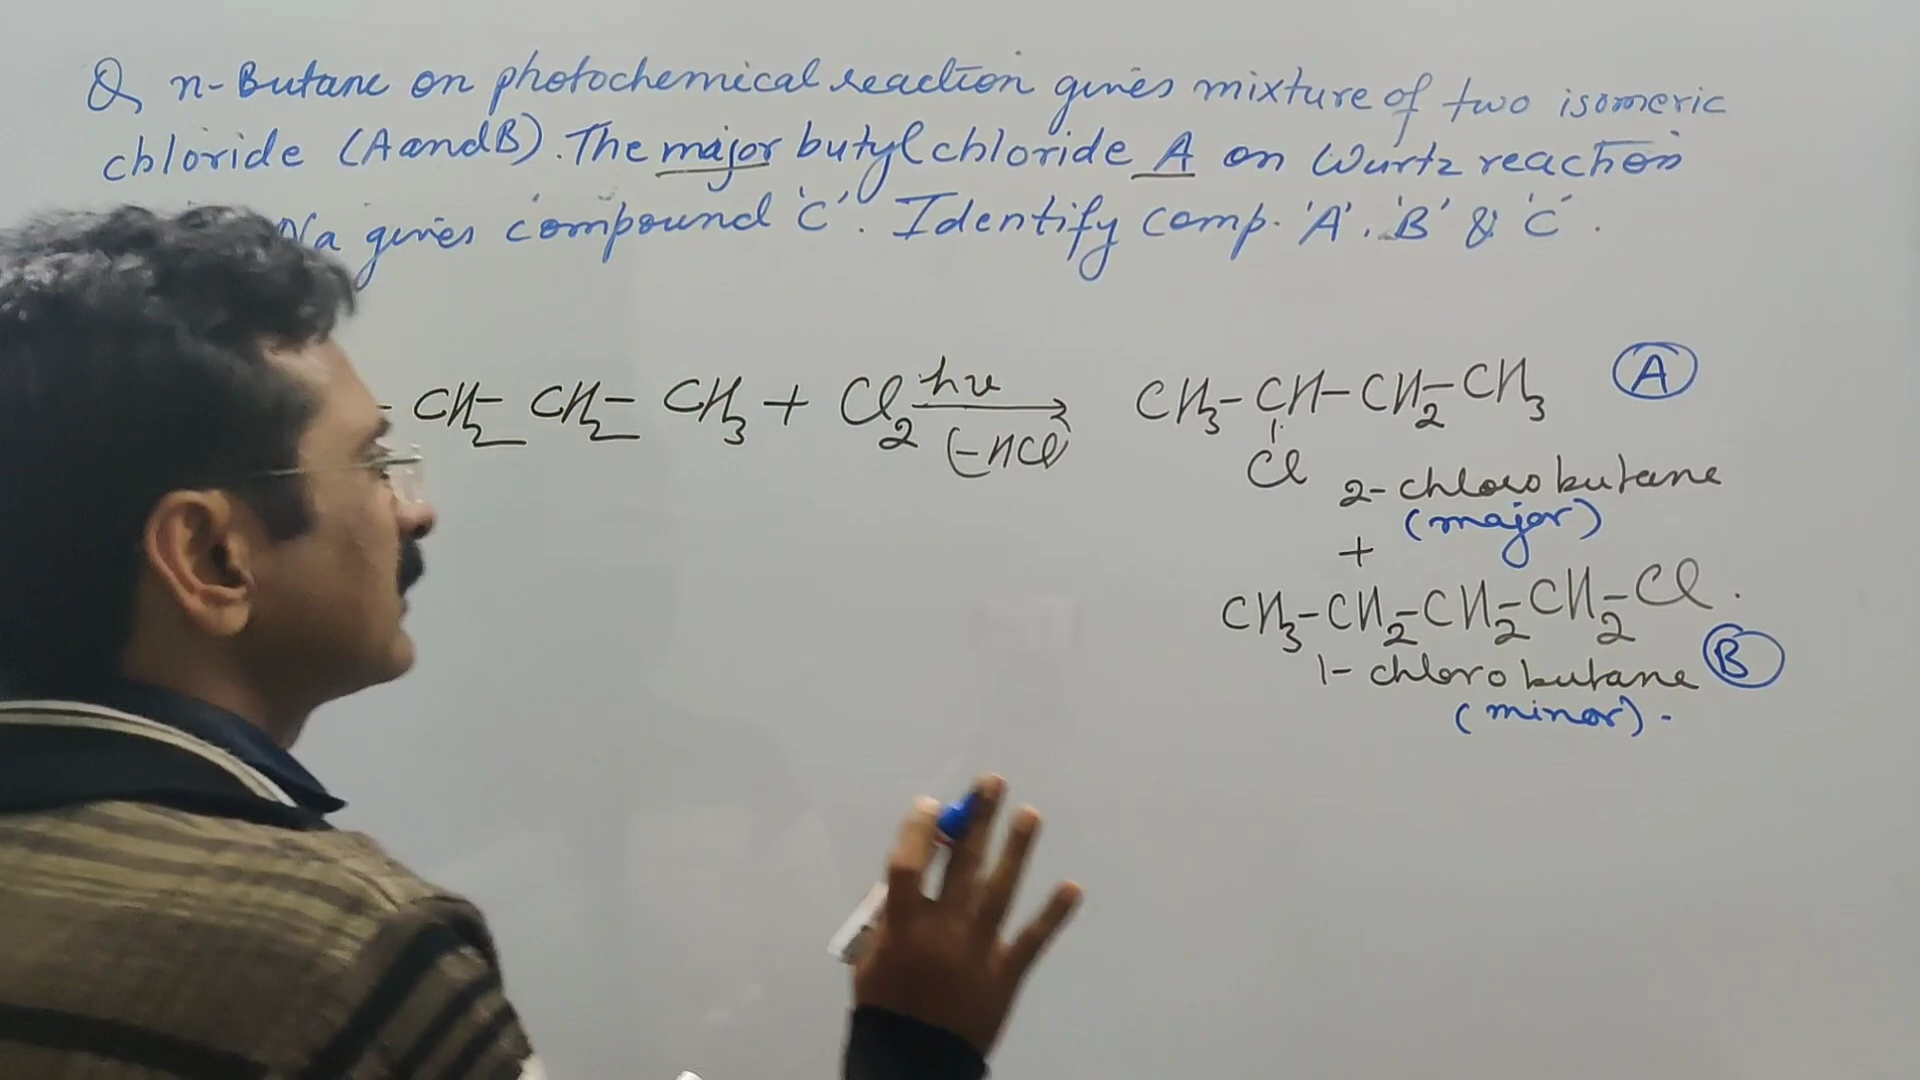 Q, n-Butane on photochemical reaction gives mixture of two isomeric
chloride (A and B). The major butyl chloride A on Wurtz reaction
Na gives compound 'C'. Identify comp. 'A', 'B' & 'C'.
- CH2 - CH2 - CH3 + Cl2 hν (-HCl) → CH3 - CH - CH2 - CH3 (A)
Cl
2- chlorobutane
(major)
+
CH3 - CH2 - CH2 - CH2 - Cl.
1- chlorobutane (B)
(minor).